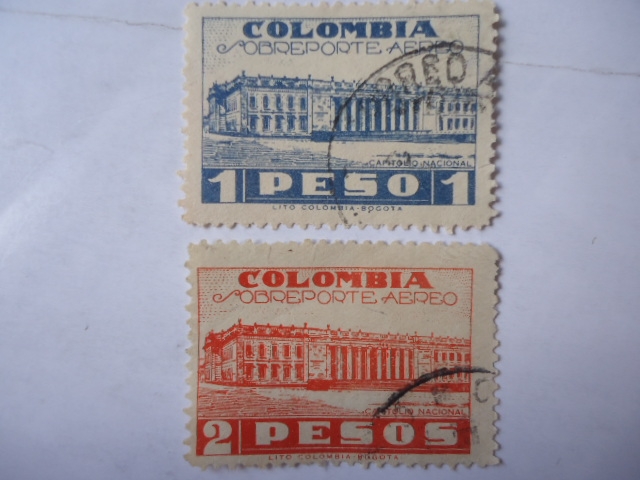 COLOMBIA
SOBREPORTE AEREO
CORREO A
CAPITOLIO NACIONAL
1 PESO 1
LITO COLOMBIA-BOGOTA
COLOMBIA
SOBREPORTE AEREO
CAPITOLIO NACIONAL
2 PESOS
LITO COLOMBIA-BOGOTA